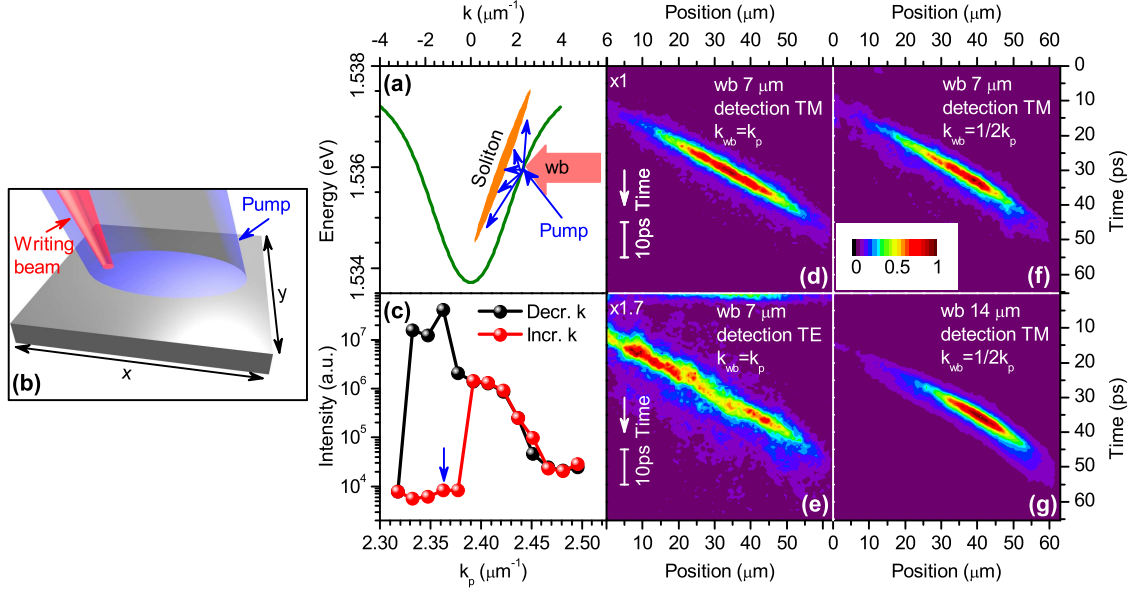 k (μm⁻¹)
-4 -2 0 2 4
Position (μm)
6 0 10 20 30 40 50
Position (μm)
0 10 20 30 40 50 60
(a)
Energy (eV)
1.538
1.536
1.534
Soliton
wb
Pump
x1
wb 7 μm
detection TM
k_wb=k_p
Time
10ps
(d)
wb 7 μm
detection TM
k_wb=1/2k_p
0 0.5 1
(f)
0
10
20
30
40
50
60
Time (ps)
Writing
beam
Pump
y
x
(b)
(c)
Decr. k
Incr. k
Intensity (a.u.)
10⁷
10⁶
10⁵
10⁴
2.30 2.35 2.40 2.45 2.50
k_p (μm⁻¹)
x1.7
wb 7 μm
detection TE
k_wb=k_p
Time
10ps
(e)
0 10 20 30 40 50
Position (μm)
wb 14 μm
detection TM
k_wb=1/2k_p
(g)
10
20
30
40
50
60
Time (ps)
0 10 20 30 40 50 60
Position (μm)